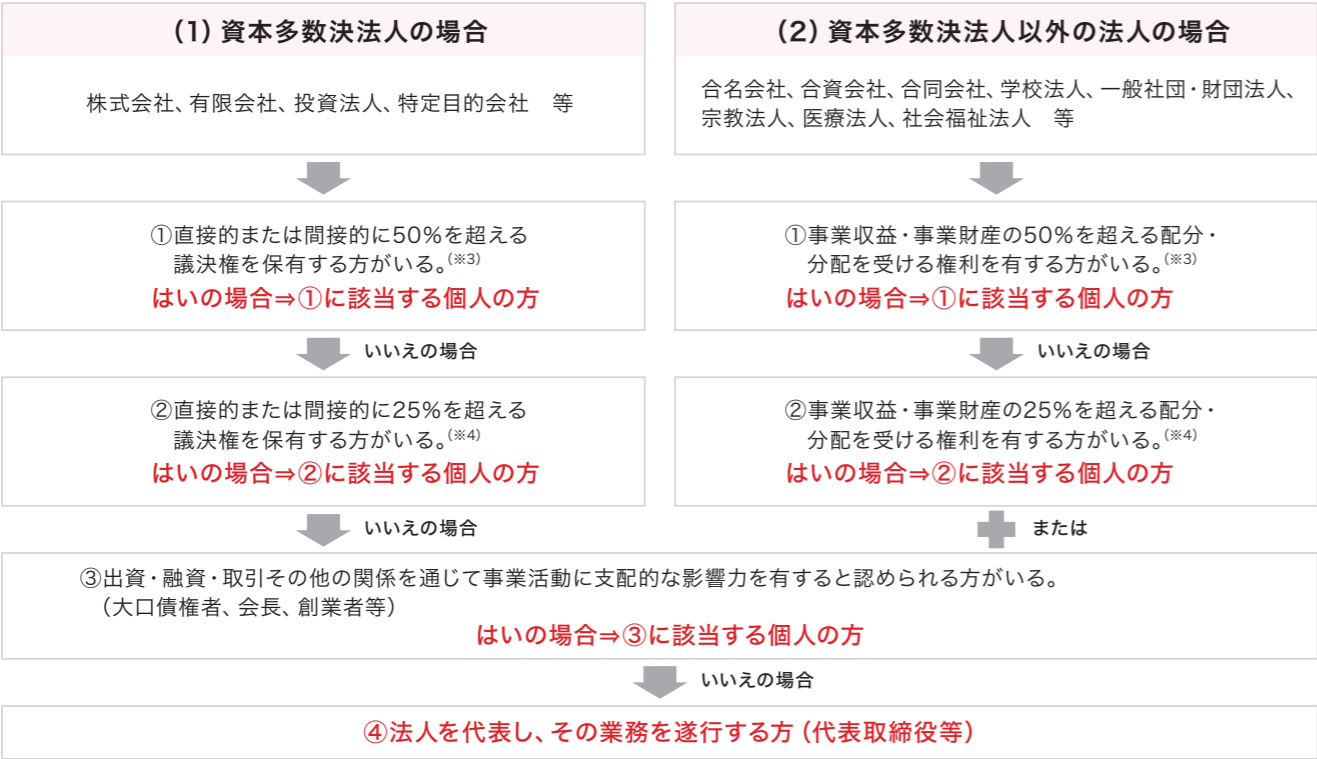 (1)資本多数決法人の場合
株式会社、有限会社、投資法人、特定目的会社　等
①直接的または間接的に50％を超える
議決権を保有する方がいる。(※3)
はいの場合⇒①に該当する個人の方
いいえの場合
②直接的または間接的に25％を超える
議決権を保有する方がいる。(※4)
はいの場合⇒②に該当する個人の方
いいえの場合
(2)資本多数決法人以外の法人の場合
合名会社、合資会社、合同会社、学校法人、一般社団・財団法人、
宗教法人、医療法人、社会福祉法人　等
①事業収益・事業財産の50％を超える配分・
分配を受ける権利を有する方がいる。(※3)
はいの場合⇒①に該当する個人の方
いいえの場合
②事業収益・事業財産の25％を超える配分・
分配を受ける権利を有する方がいる。(※4)
はいの場合⇒②に該当する個人の方
または
③出資・融資・取引その他の関係を通じて事業活動に支配的な影響力を有すると認められる方がいる。
（大口債権者、会長、創業者等）
はいの場合⇒③に該当する個人の方
いいえの場合
④法人を代表し、その業務を遂行する方（代表取締役等）